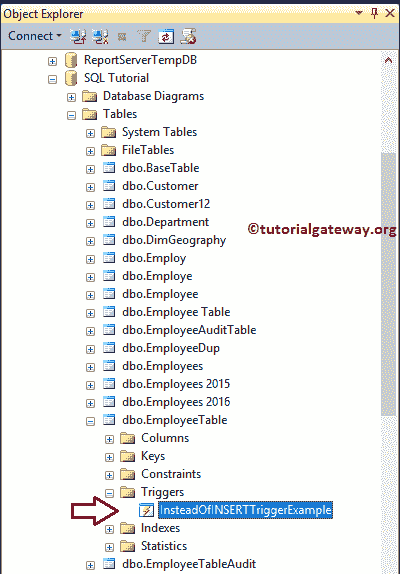 Object Explorer
Connect
ReportServerTempDB
SQL Tutorial
Database Diagrams
Tables
System Tables
FileTables
dbo.BaseTable
dbo.Customer
dbo.Customer12
dbo.Department
©tutorialgateway.org
dbo.DimGeography
dbo.Employ
dbo.Employe
dbo.Employee
dbo.Employee Table
dbo.EmployeeAuditTable
dbo.EmployeeDup
dbo.Employees
dbo.Employees 2015
dbo.Employees 2016
dbo.EmployeeTable
Columns
Keys
Constraints
Triggers
InsteadOfINSERTTriggerExample
Indexes
Statistics
dbo.EmployeeTableAudit